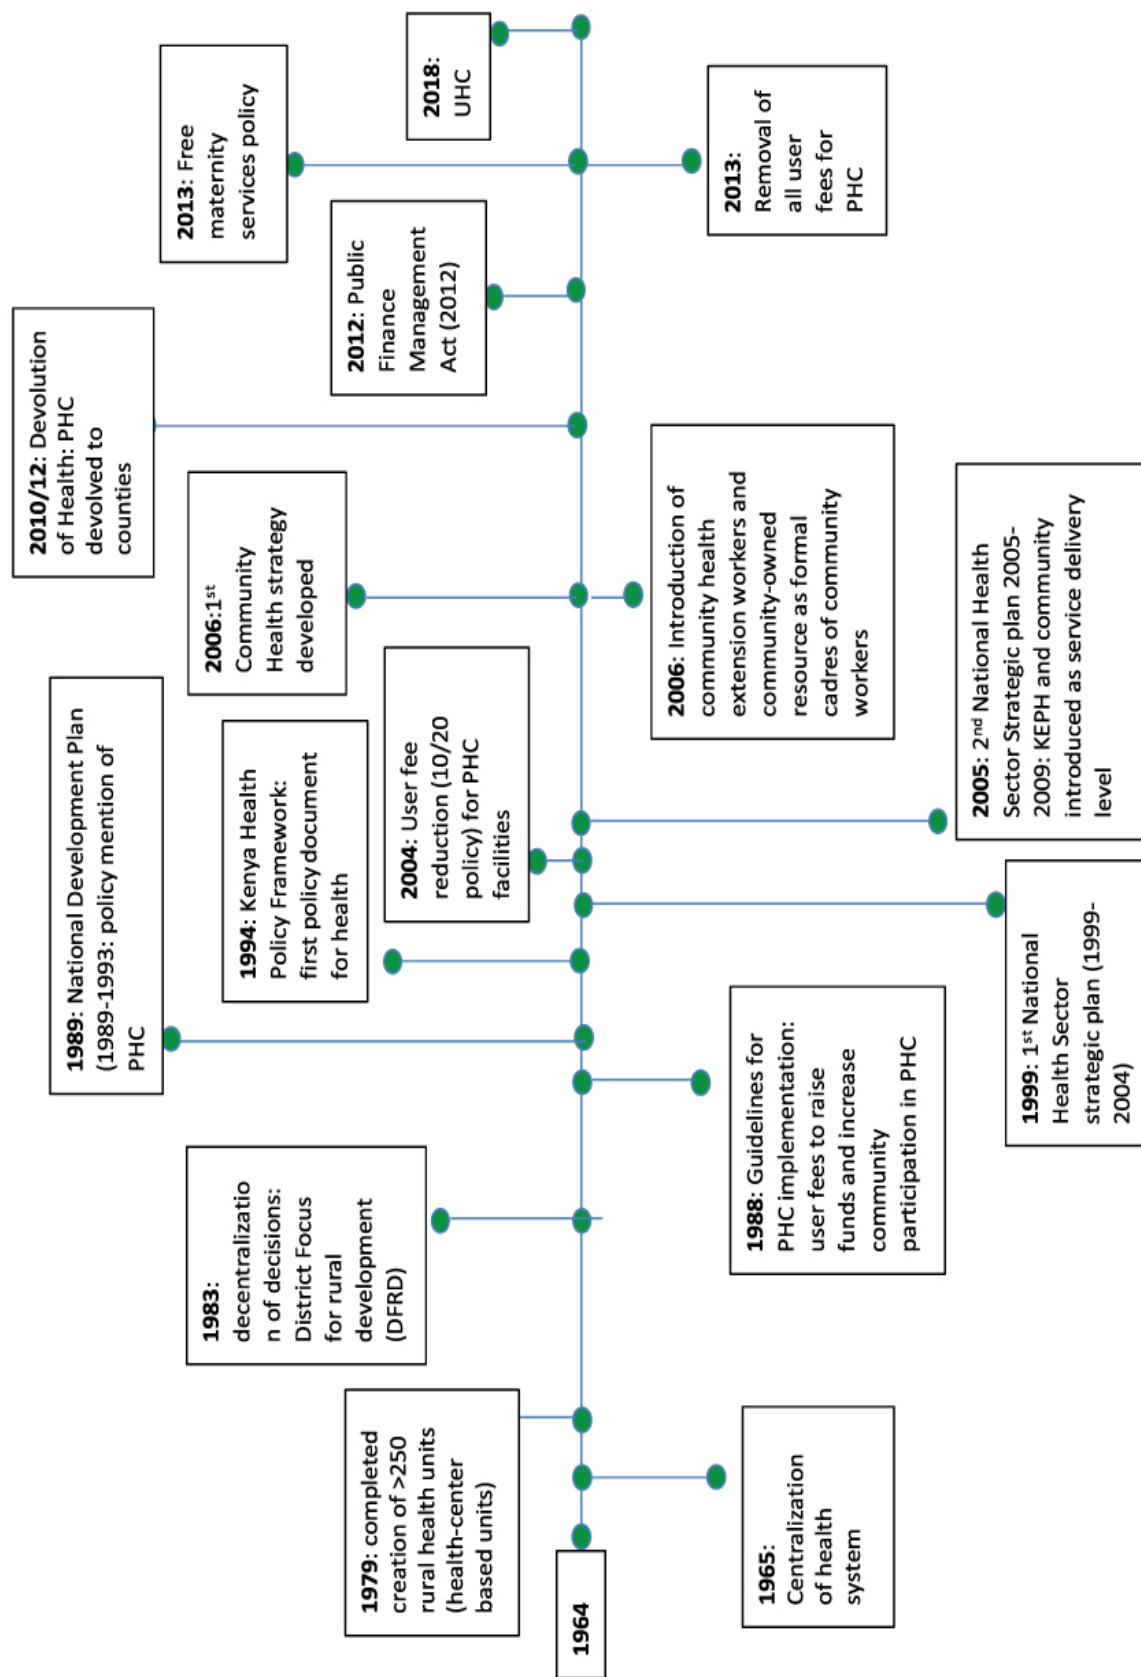 1964
1965:
Centralization
of health
system
1979: completed
creation of >250
rural health units
(health-center
based units)
1983:
decentralizatio
n of decisions:
District Focus
for rural
development
(DFRD)
1988: Guidelines for
PHC implementation:
user fees to raise
funds and increase
community
participation in PHC
1989: National Development Plan
(1989-1993: policy mention of
PHC
1994: Kenya Health
Policy Framework:
first policy document
for health
1999: 1st National
Health Sector
strategic plan (1999-
2004)
2004: User fee
reduction (10/20
policy) for PHC
facilities
2005: 2nd National Health
Sector Strategic plan 2005-
2009: KEPH and community
introduced as service delivery
level
2006:1st
Community
Health strategy
developed
2006: Introduction of
community health
extension workers and
community-owned
resource as formal
cadres of community
workers
2010/12: Devolution
of Health: PHC
devolved to
counties
2012: Public
Finance
Management
Act (2012)
2013: Free
maternity
services policy
2013:
Removal of
all user
fees for
PHC
2018:
UHC